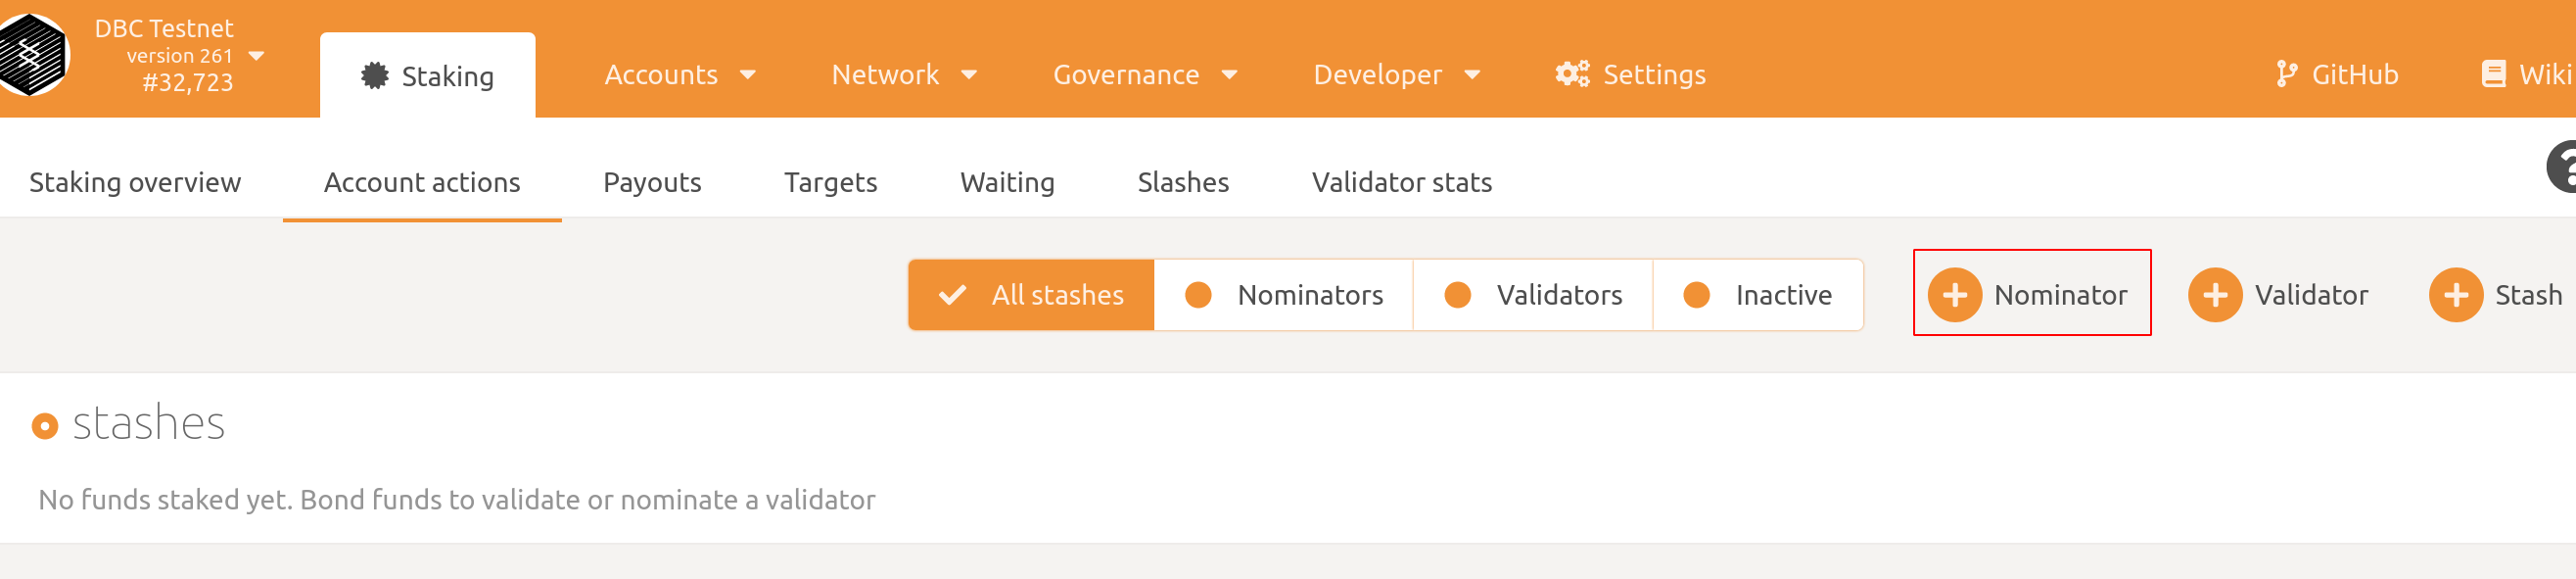 DBC Testnet
version 261
#32,723
Staking
Accounts
Network
Governance
Developer
Settings
GitHub
Wiki
Staking overview
Account actions
Payouts
Targets
Waiting
Slashes
Validator stats
?
All stashes
Nominators
Validators
Inactive
Nominator
Validator
Stash
stashes
No funds staked yet. Bond funds to validate or nominate a validator